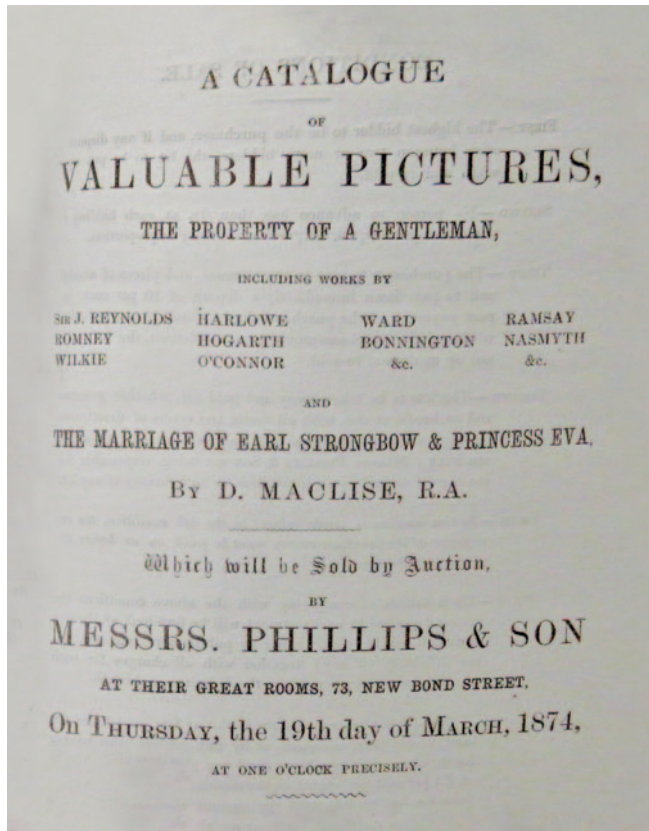 A CATALOGUE
OF
VALUABLE PICTURES,
THE PROPERTY OF A GENTLEMAN,
INCLUDING WORKS BY
SIR J. REYNOLDS HARLOWE WARD RAMSAY
ROMNEY HOGARTH BONNINGTON NASMYTH
WILKIE O'CONNOR &c. &c.
AND
THE MARRIAGE OF EARL STRONGBOW & PRINCESS EVA,
BY D. MACLISE, R.A.
Which will be Sold by Auction,
BY
MESSRS. PHILLIPS & SON
AT THEIR GREAT ROOMS, 73, NEW BOND STREET,
On THURSDAY, the 19th day of MARCH, 1874,
AT ONE O'CLOCK PRECISELY.